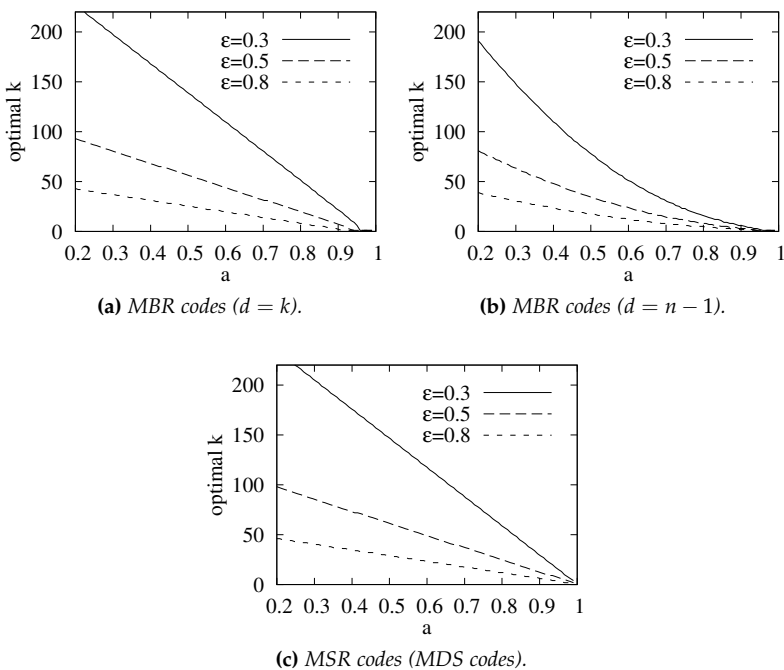 220
200
150
100
50
0
optimal k
ε=0.3
ε=0.5
ε=0.8
0.2 0.3 0.4 0.5 0.6 0.7 0.8 0.9 1
a
(a) MBR codes (d = k).
200
150
100
50
0
optimal k
ε=0.3
ε=0.5
ε=0.8
0.2 0.3 0.4 0.5 0.6 0.7 0.8 0.9 1
a
(b) MBR codes (d = n − 1).
200
150
100
50
0
optimal k
ε=0.3
ε=0.5
ε=0.8
0.2 0.3 0.4 0.5 0.6 0.7 0.8 0.9 1
a
(c) MSR codes (MDS codes).